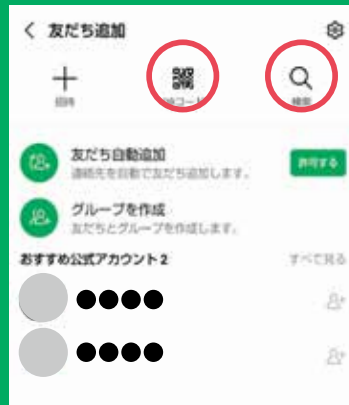 友だち追加
招待
QRコード
検索
友だち自動追加
許可する
連絡先を自動で友だち追加します。
グループを作成
友だちとグループを作成します。
おすすめ公式アカウント2
すべて見る